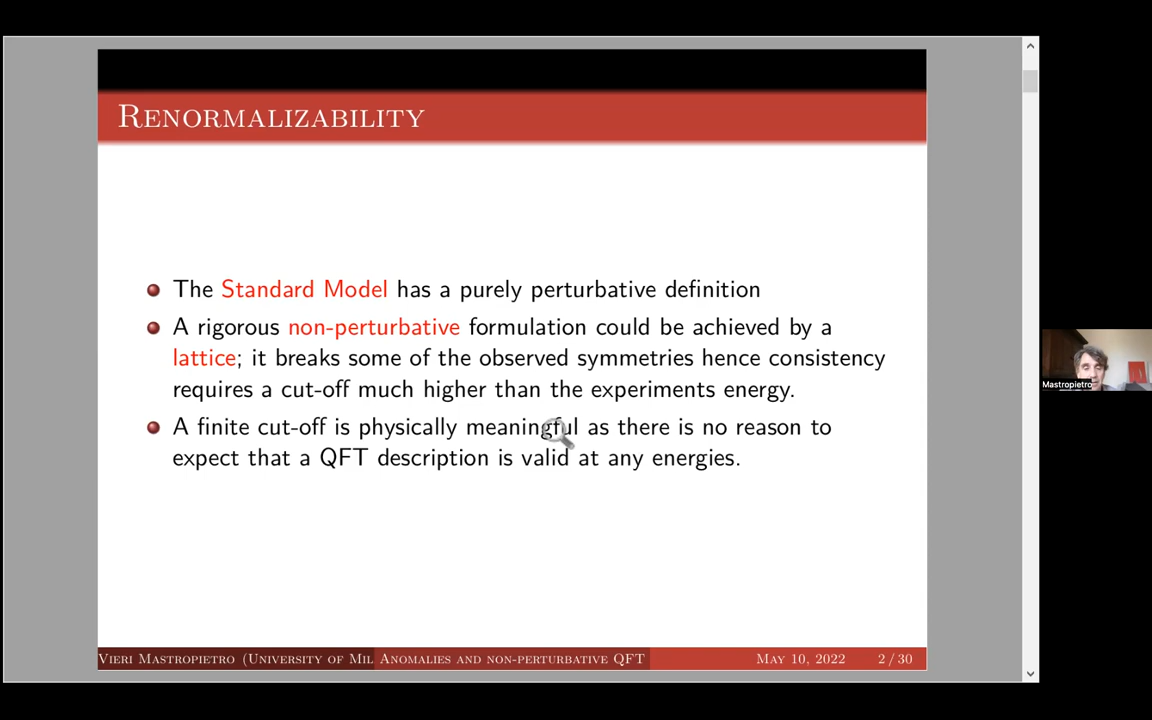 Renormalizability
The Standard Model has a purely perturbative definition
A rigorous non-perturbative formulation could be achieved by a
lattice; it breaks some of the observed symmetries hence consistency
requires a cut-off much higher than the experiments energy.
A finite cut-off is physically meaningful as there is no reason to
expect that a QFT description is valid at any energies.
Mastropietro
Vieri Mastropietro (University of Mil Anomalies and non-perturbative QFT May 10, 2022 2 / 30